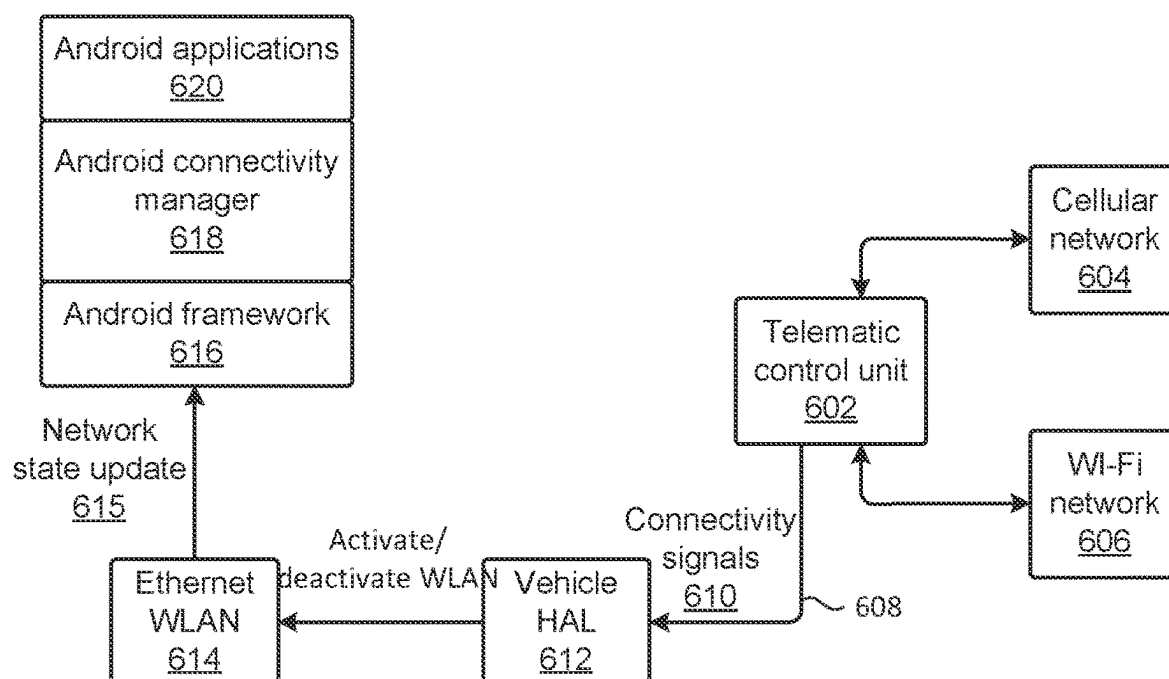 Android applications
620
Android connectivity
manager
618
Android framework
616
Network
state update
615
Ethernet
WLAN
614
Activate/
deactivate WLAN
Vehicle
HAL
612
Connectivity
signals
610
608
Telematic
control unit
602
Cellular
network
604
WI-Fi
network
606